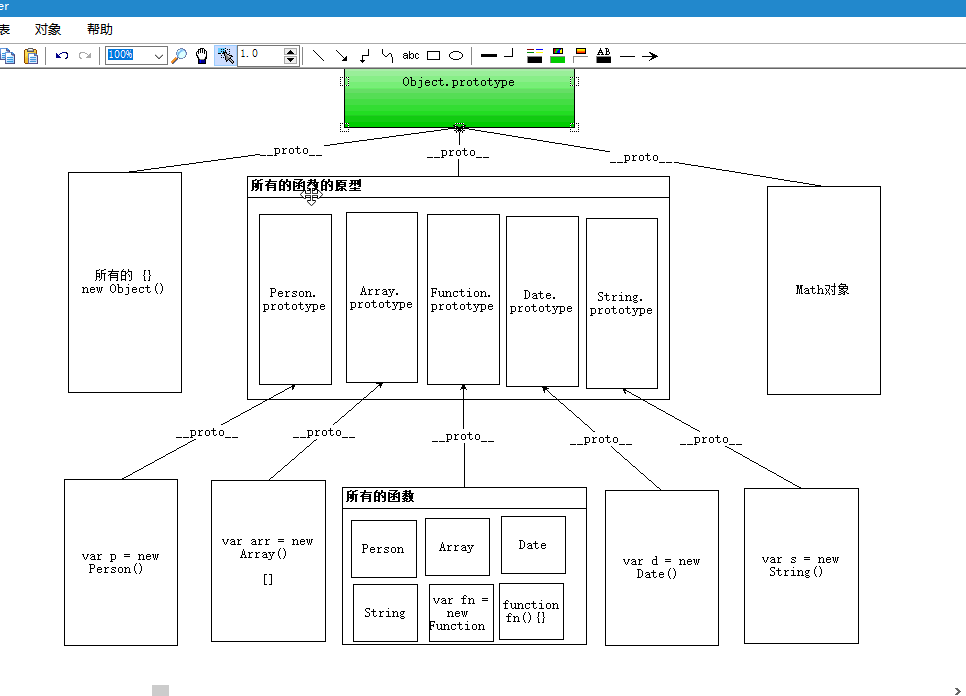 er
表 对象 帮助
100% 1.0 abc AB
Object.prototype
__proto__
__proto__
__proto__
所有的函数的原型
所有的 {}
new Object()
Person.
prototype
Array.
prototype
Function.
prototype
Date.
prototype
String.
prototype
Math对象
__proto__
__proto__
__proto__
__proto__
__proto__
var p = new
Person()
var arr = new
Array()
[]
所有的函数
Person
Array
Date
String
var fn =
new
Function
function
fn(){}
var d = new
Date()
var s = new
String()